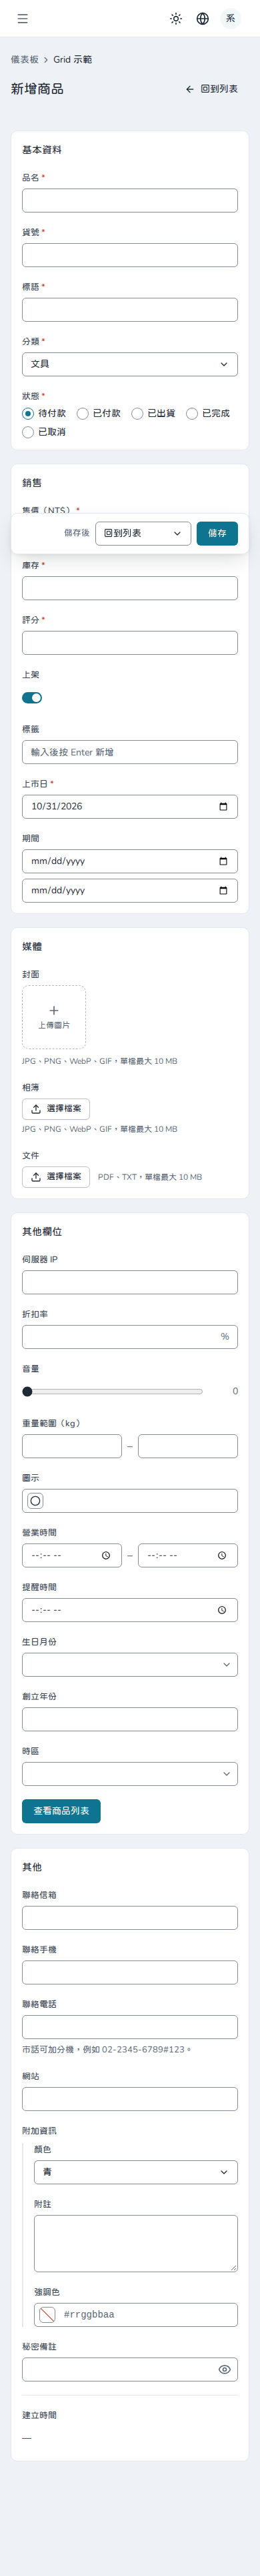 系
儀表板 > Grid 示範
新增商品
← 回到列表
基本資料
品名 *
貨號 *
標語 *
分類 *
文具
狀態 *
待付款 已付款 已出貨 已完成
已取消
銷售
售價（NT$） *
儲存後 回到列表 儲存
庫存 *
評分 *
上架
標籤
輸入後按 Enter 新增
上市日 *
10/31/2026
期間
mm/dd/yyyy
mm/dd/yyyy
媒體
封面
上傳圖片
JPG、PNG、WebP、GIF，單檔最大 10 MB
相簿
選擇檔案
JPG、PNG、WebP、GIF，單檔最大 10 MB
文件
選擇檔案 PDF、TXT，單檔最大 10 MB
其他欄位
伺服器 IP
折扣率
%
音量
0
重量範圍（kg）
–
圖示
營業時間
--:-- -- – --:-- --
提醒時間
--:-- --
生日月份
創立年份
時區
查看商品列表
其他
聯絡信箱
聯絡手機
聯絡電話
市話可加分機，例如 02-2345-6789#123。
網站
附加資訊
顏色
青
附註
強調色
#rrggbbaa
秘密備註
建立時間
—